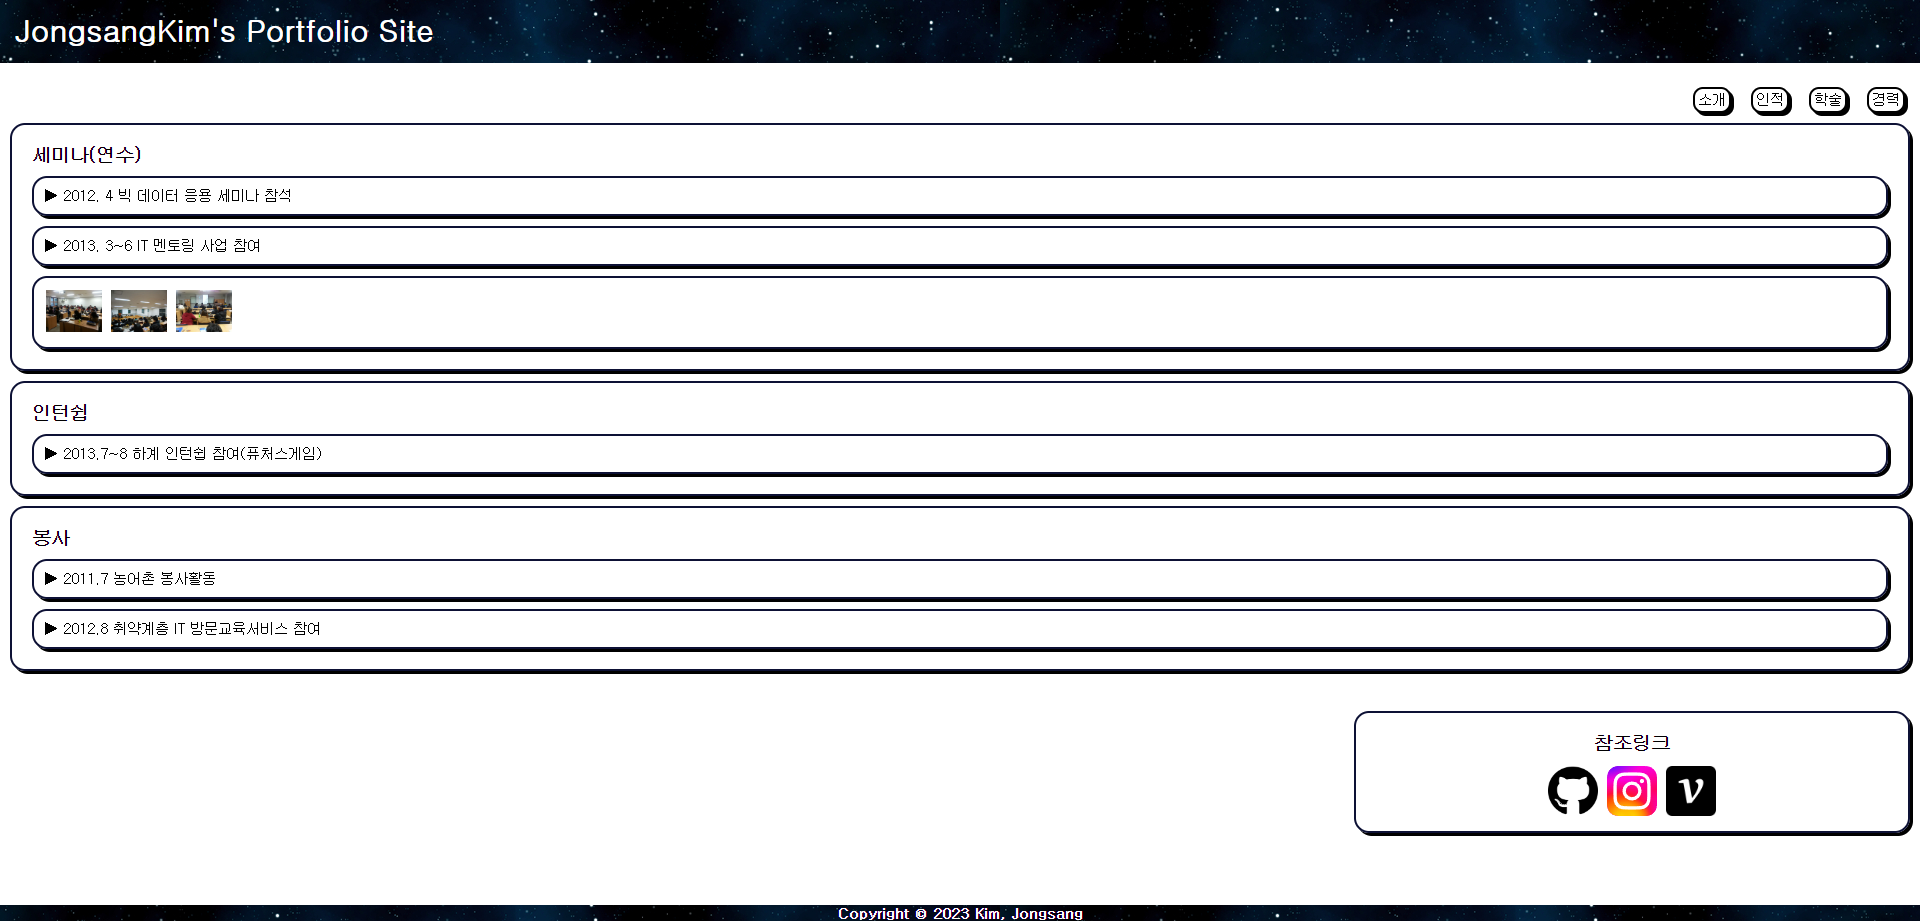 JongsangKim's Portfolio Site
소개 인적 학술 경력
세미나(연수)
▶ 2012. 4 빅 데이터 응용 세미나 참석
▶ 2013. 3~6 IT 멘토링 사업 참여
인턴쉽
▶ 2013.7~8 하계 인턴쉽 참여(퓨처스게임)
봉사
▶ 2011.7 농어촌 봉사활동
▶ 2012.8 취약계층 IT 방문교육서비스 참여
참조링크
Copyright © 2023 Kim, Jongsang